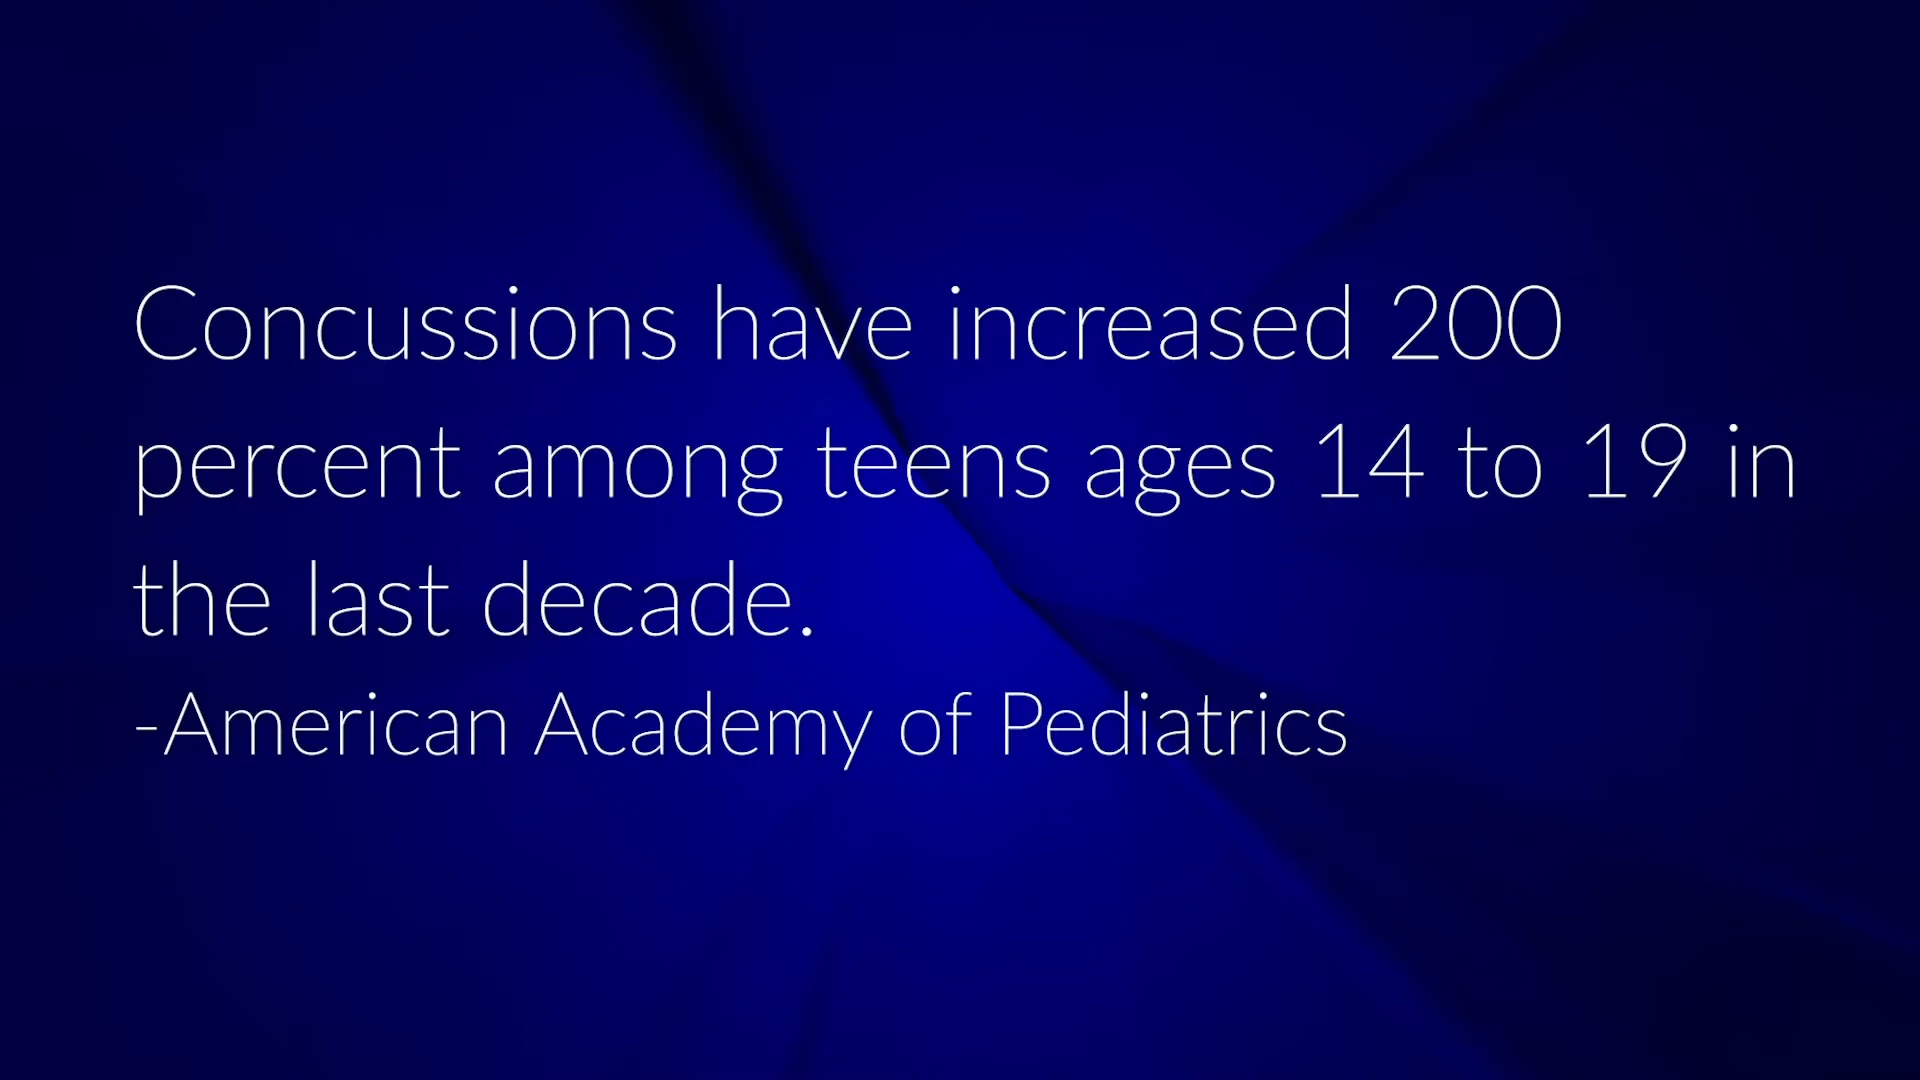 Concussions have increased 200
percent among teens ages 14 to 19 in
the last decade.
-American Academy of Pediatrics